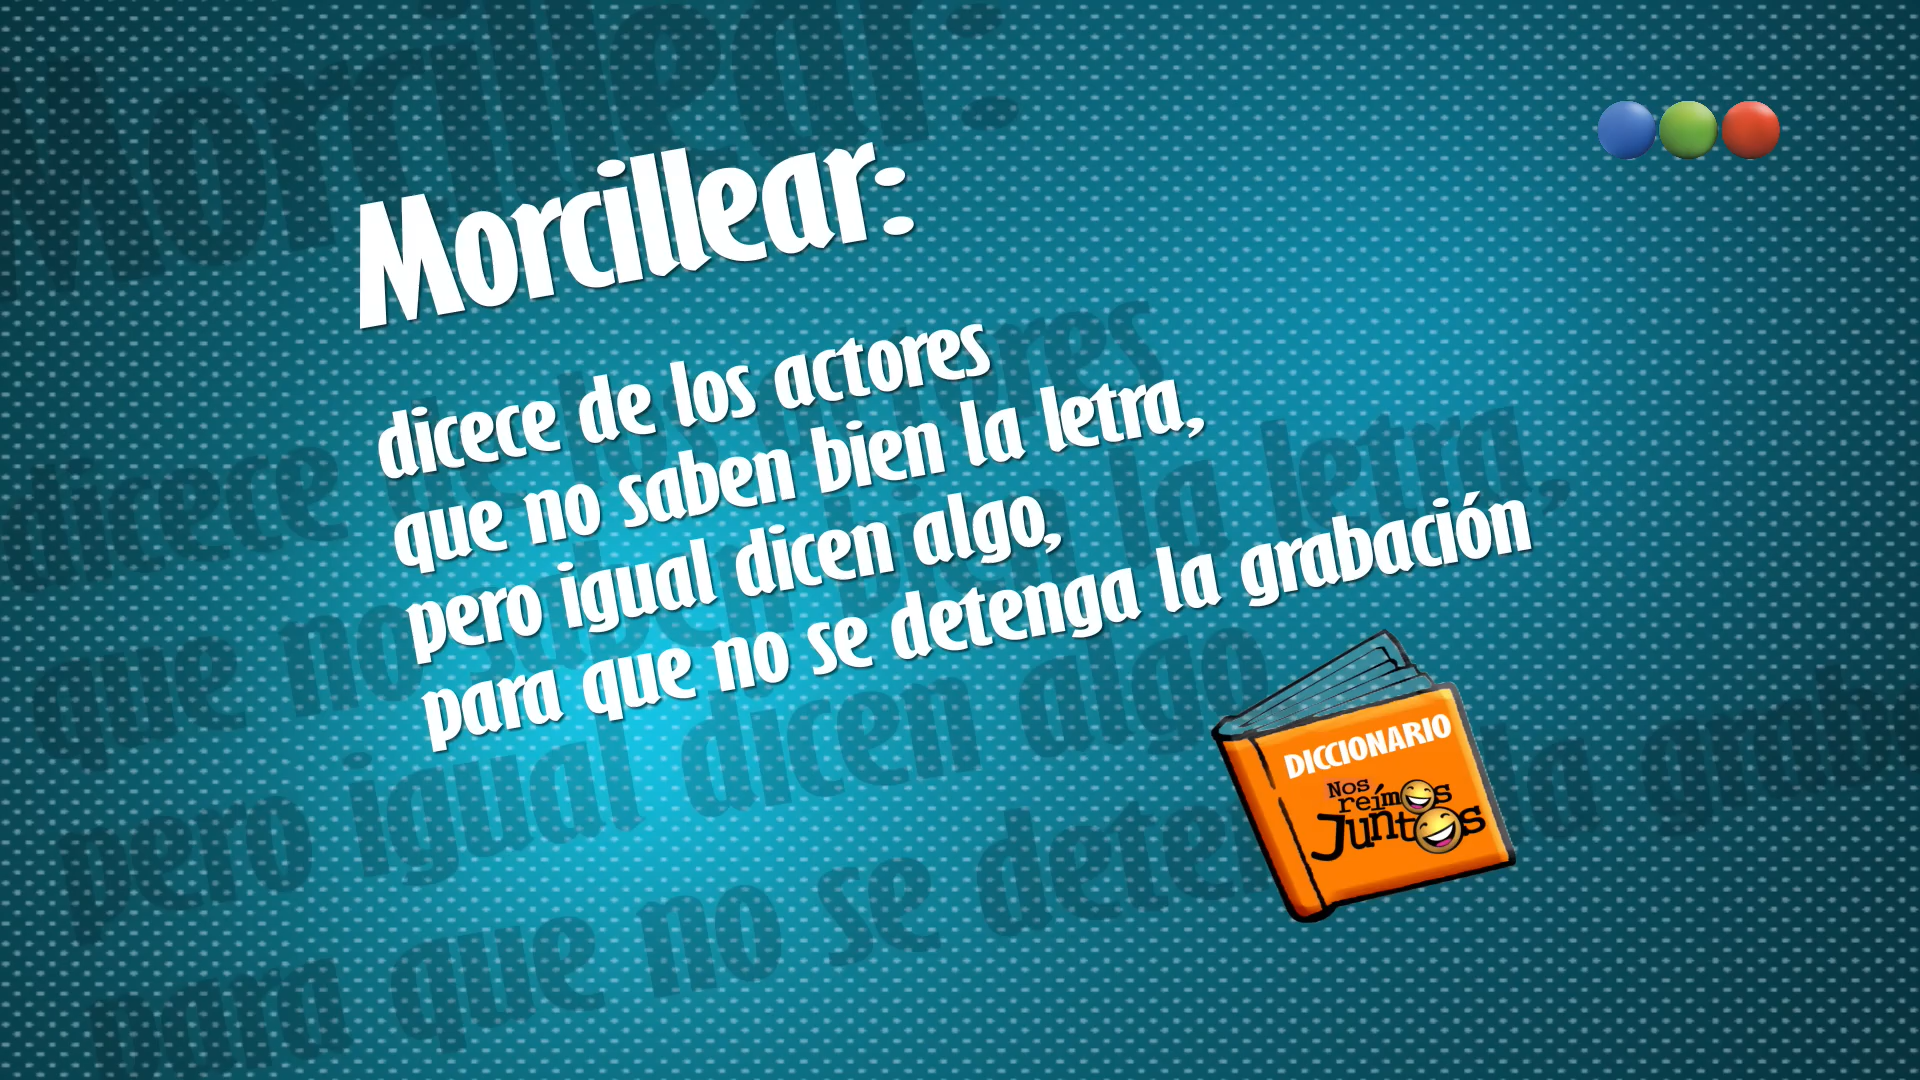 Morcillear:
dicece de los actores
que no saben bien la letra,
pero igual dicen algo,
para que no se detenga la grabación
DICCIONARIO
Nos
reímos
Juntos